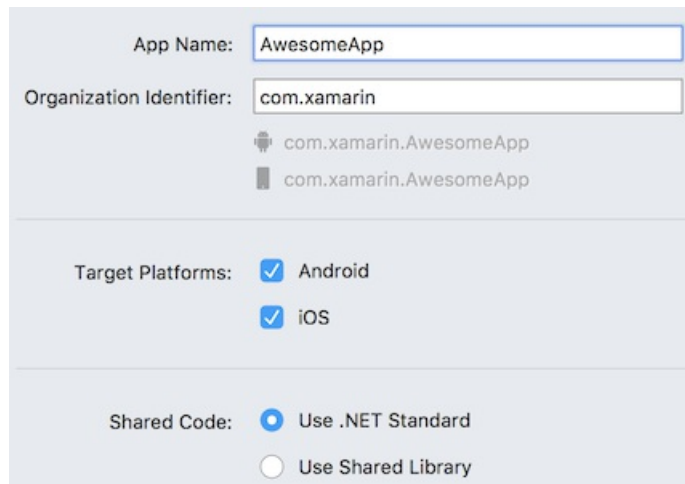 App Name: AwesomeApp
Organization Identifier: com.xamarin
com.xamarin.AwesomeApp
com.xamarin.AwesomeApp
Target Platforms: Android
iOS
Shared Code: Use .NET Standard
Use Shared Library